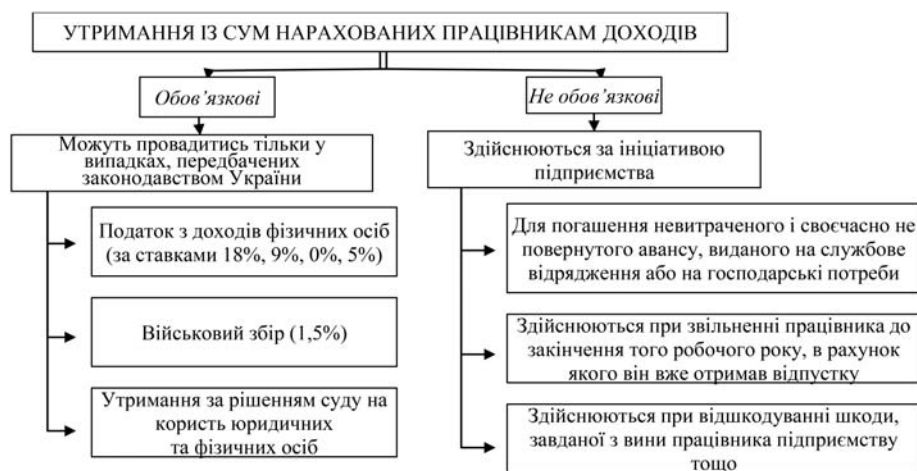 УТРИМАННЯ ІЗ СУМ НАРАХОВАНИХ ПРАЦІВНИКАМ ДОХОДІВ
Обов’язкові
Можуть провадитись тільки у
випадках, передбачених
законодавством України
Податок з доходів фізичних осіб
(за ставками 18%, 9%, 0%, 5%)
Військовий збір (1,5%)
Утримання за рішенням суду на
користь юридичних
та фізичних осіб
Не обов’язкові
Здійснюються за ініціативою
підприємства
Для погашення невитраченого і своєчасно не
повернутого авансу, виданого на службове
відрядження або на господарські потреби
Здійснюються при звільненні працівника до
закінчення того робочого року, в рахунок
якого він вже отримав відпустку
Здійснюються при відшкодуванні шкоди,
завданої з вини працівника підприємству
тощо